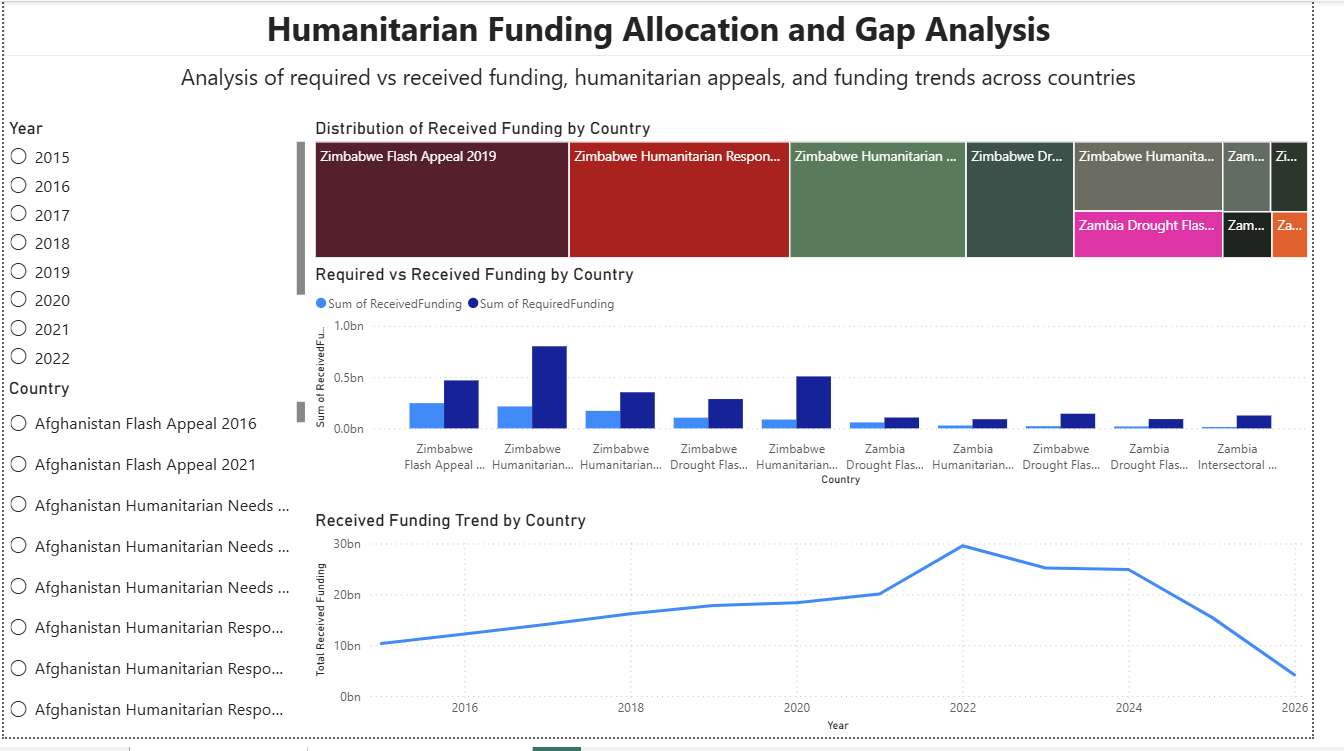 Humanitarian Funding Allocation and Gap Analysis
Analysis of required vs received funding, humanitarian appeals, and funding trends across countries
Year
2015
2016
2017
2018
2019
2020
2021
2022
Country
Afghanistan Flash Appeal 2016
Afghanistan Flash Appeal 2021
Afghanistan Humanitarian Needs ...
Afghanistan Humanitarian Needs ...
Afghanistan Humanitarian Needs ...
Afghanistan Humanitarian Respo...
Afghanistan Humanitarian Respo...
Afghanistan Humanitarian Respo...
Distribution of Received Funding by Country
Zimbabwe Flash Appeal 2019
Zimbabwe Humanitarian Respon...
Zimbabwe Humanitarian ...
Zimbabwe Dr...
Zimbabwe Humanita...
Zam...
Zi...
Zambia Drought Flas...
Zam...
Za...
Required vs Received Funding by Country
Sum of ReceivedFunding
Sum of RequiredFunding
Sum of ReceivedFu...
1.0bn
0.5bn
0.0bn
Zimbabwe
Flash Appeal ...
Zimbabwe
Humanitarian...
Zimbabwe
Humanitarian...
Zimbabwe
Drought Flas...
Zimbabwe
Humanitarian...
Zambia
Drought Flas...
Zambia
Humanitarian...
Zimbabwe
Drought Flas...
Zambia
Drought Flas...
Zambia
Intersectoral ...
Country
Received Funding Trend by Country
Total Received Funding
30bn
20bn
10bn
0bn
2016
2018
2020
2022
2024
2026
Year